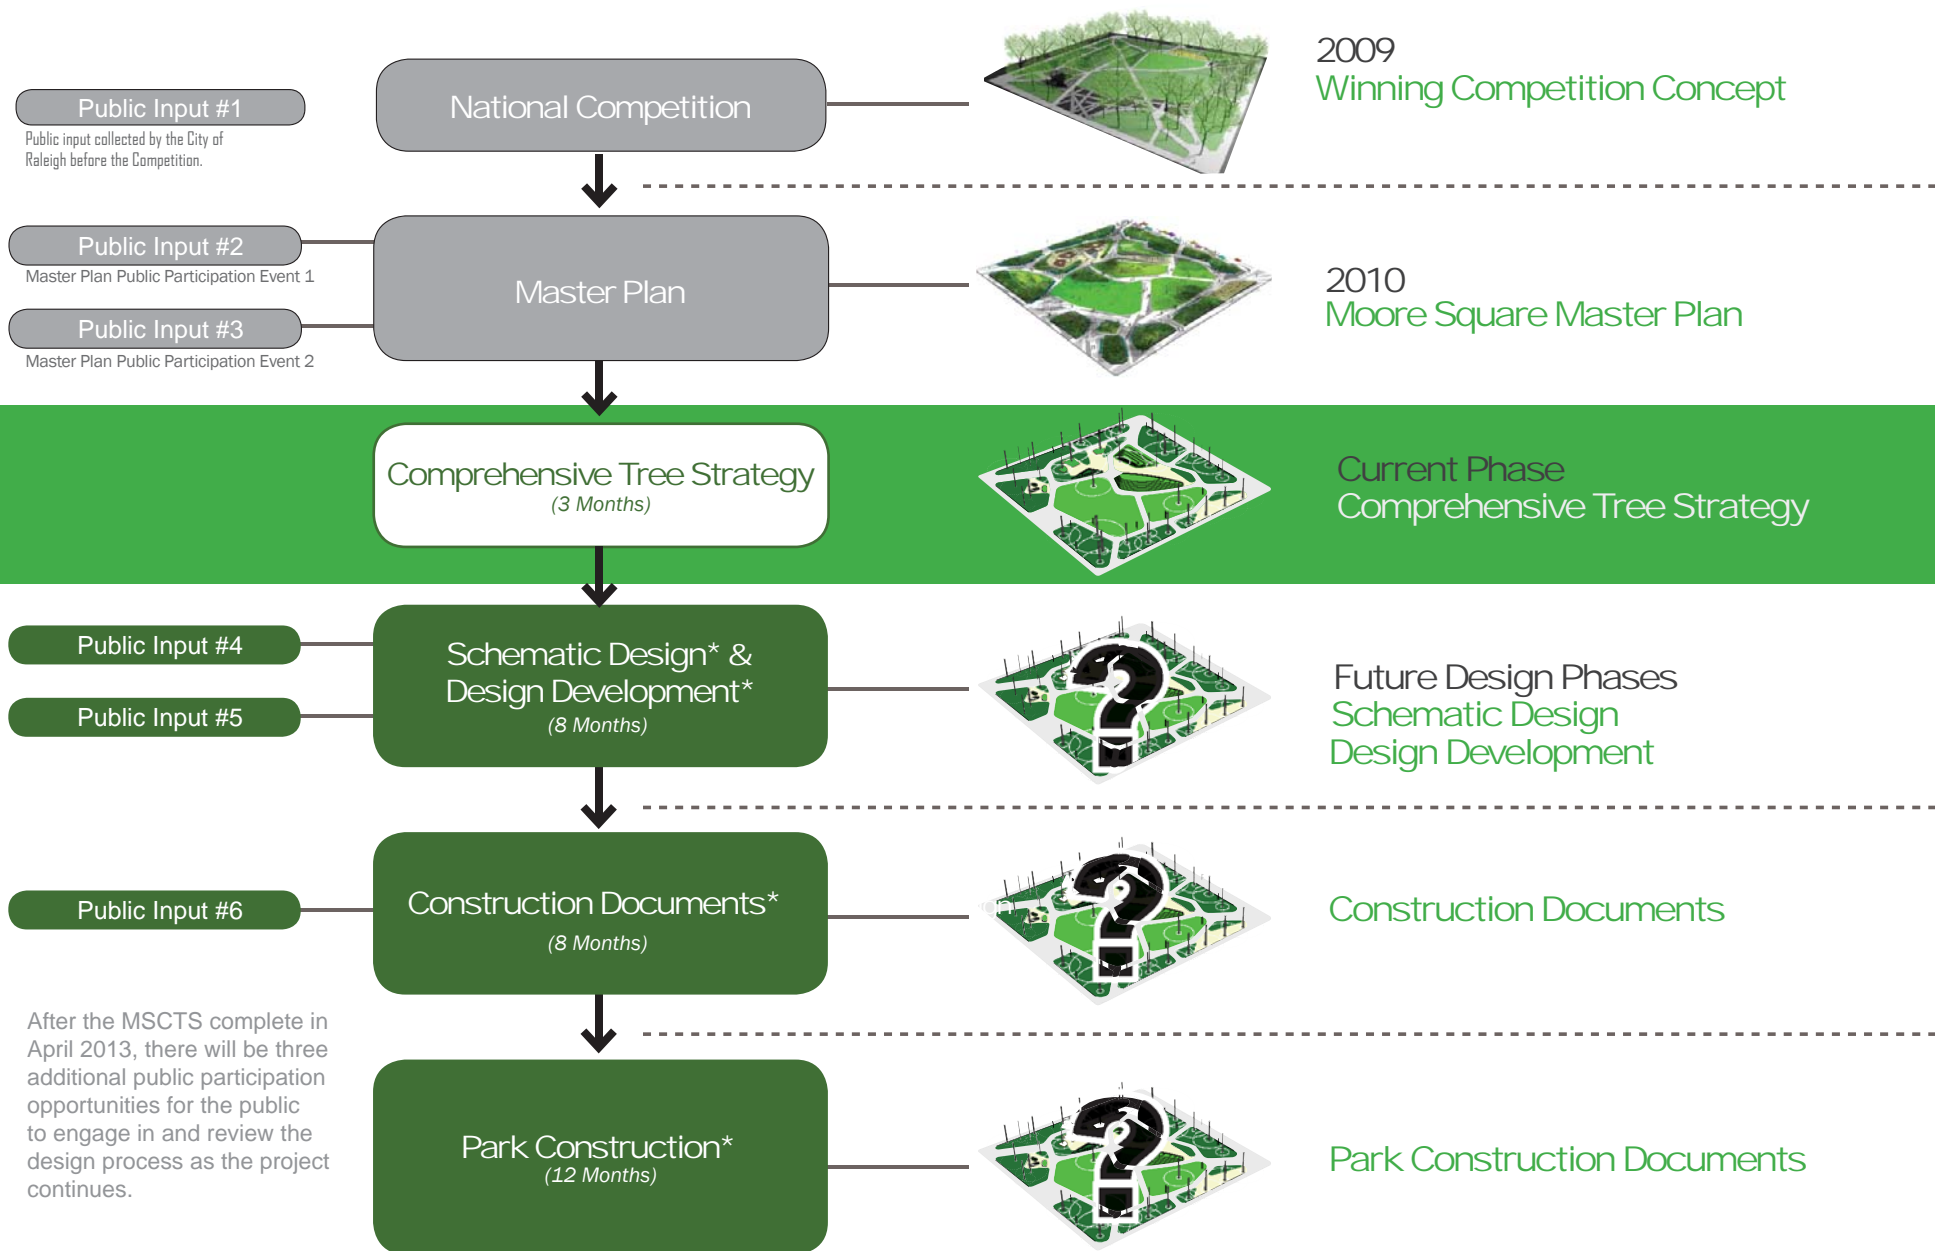 2009
Winning Competition Concept
National Competition
Public Input #1
Public input collected by the City of
Raleigh before the Competition.
Public Input #2
Master Plan Public Participation Event 1
Master Plan
2010
Moore Square Master Plan
Public Input #3
Master Plan Public Participation Event 2
Comprehensive Tree Strategy
(3 Months)
Current Phase
Comprehensive Tree Strategy
Public Input #4
Schematic Design* &
Design Development*
(8 Months)
Public Input #5
Future Design Phases
Schematic Design
Design Development
Public Input #6
Construction Documents*
(8 Months)
Construction Documents
After the MSCTS complete in
April 2013, there will be three
additional public participation
opportunities for the public
to engage in and review the
design process as the project
continues.
Park Construction*
(12 Months)
Park Construction Documents